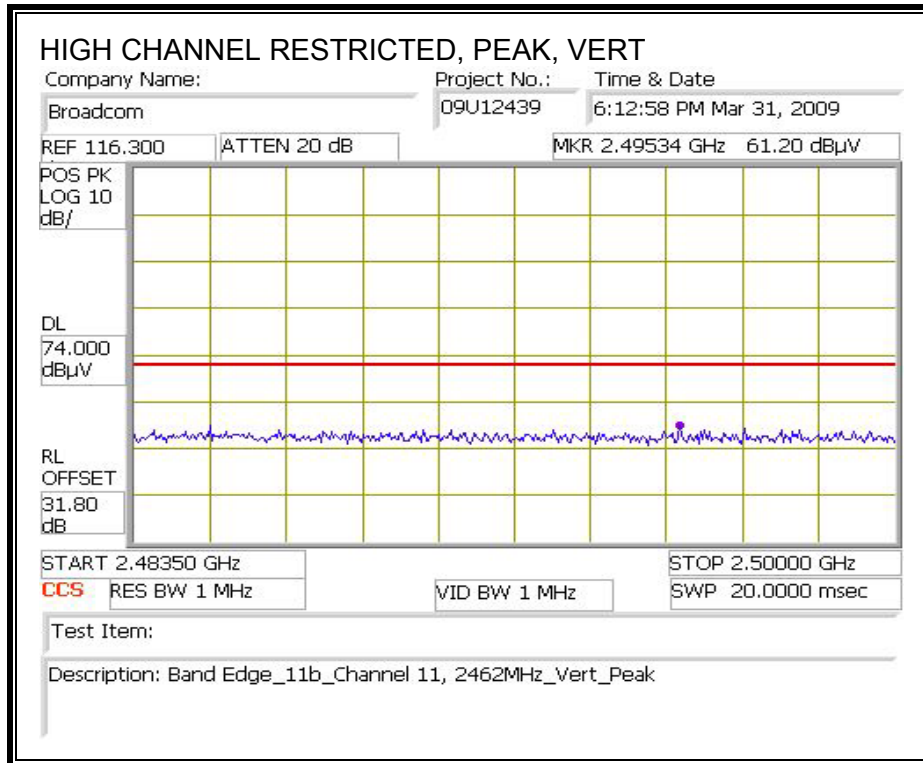 HIGH CHANNEL RESTRICTED, PEAK, VERT
Company Name: Project No.: Time & Date
Broadcom 09U12439 6:12:58 PM Mar 31, 2009
REF 116.300 ATTEN 20 dB MKR 2.49534 GHz 61.20 dBµV
POS PK
LOG 10
dB/
DL
74.000
dBµV
RL
OFFSET
31.80
dB
START 2.48350 GHz STOP 2.50000 GHz
CCS RES BW 1 MHz VID BW 1 MHz SWP 20.0000 msec
Test Item:
Description: Band Edge_11b_Channel 11, 2462MHz_Vert_Peak